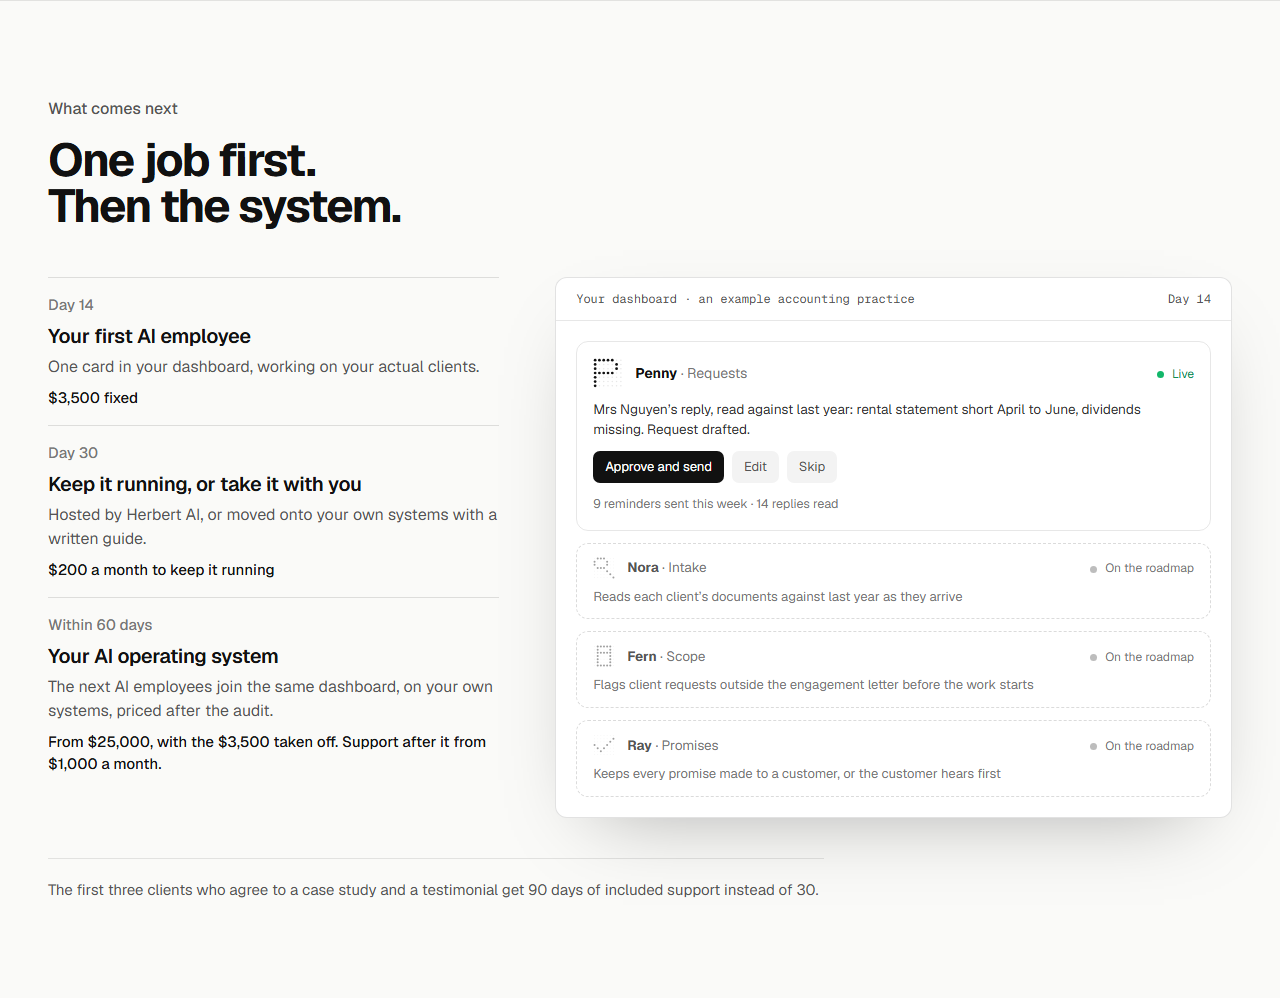 What comes next
One job first.
Then the system.
Day 14
Your first AI employee
One card in your dashboard, working on your actual clients.
$3,500 fixed
Day 30
Keep it running, or take it with you
Hosted by Herbert AI, or moved onto your own systems with a
written guide.
$200 a month to keep it running
Within 60 days
Your AI operating system
The next AI employees join the same dashboard, on your own
systems, priced after the audit.
From $25,000, with the $3,500 taken off. Support after it from
$1,000 a month.
Your dashboard · an example accounting practice
Day 14
Penny · Requests
Live
Mrs Nguyen’s reply, read against last year: rental statement short April to June, dividends
missing. Request drafted.
Approve and send
Edit
Skip
9 reminders sent this week · 14 replies read
Nora · Intake
On the roadmap
Reads each client’s documents against last year as they arrive
Fern · Scope
On the roadmap
Flags client requests outside the engagement letter before the work starts
Ray · Promises
On the roadmap
Keeps every promise made to a customer, or the customer hears first
The first three clients who agree to a case study and a testimonial get 90 days of included support instead of 30.